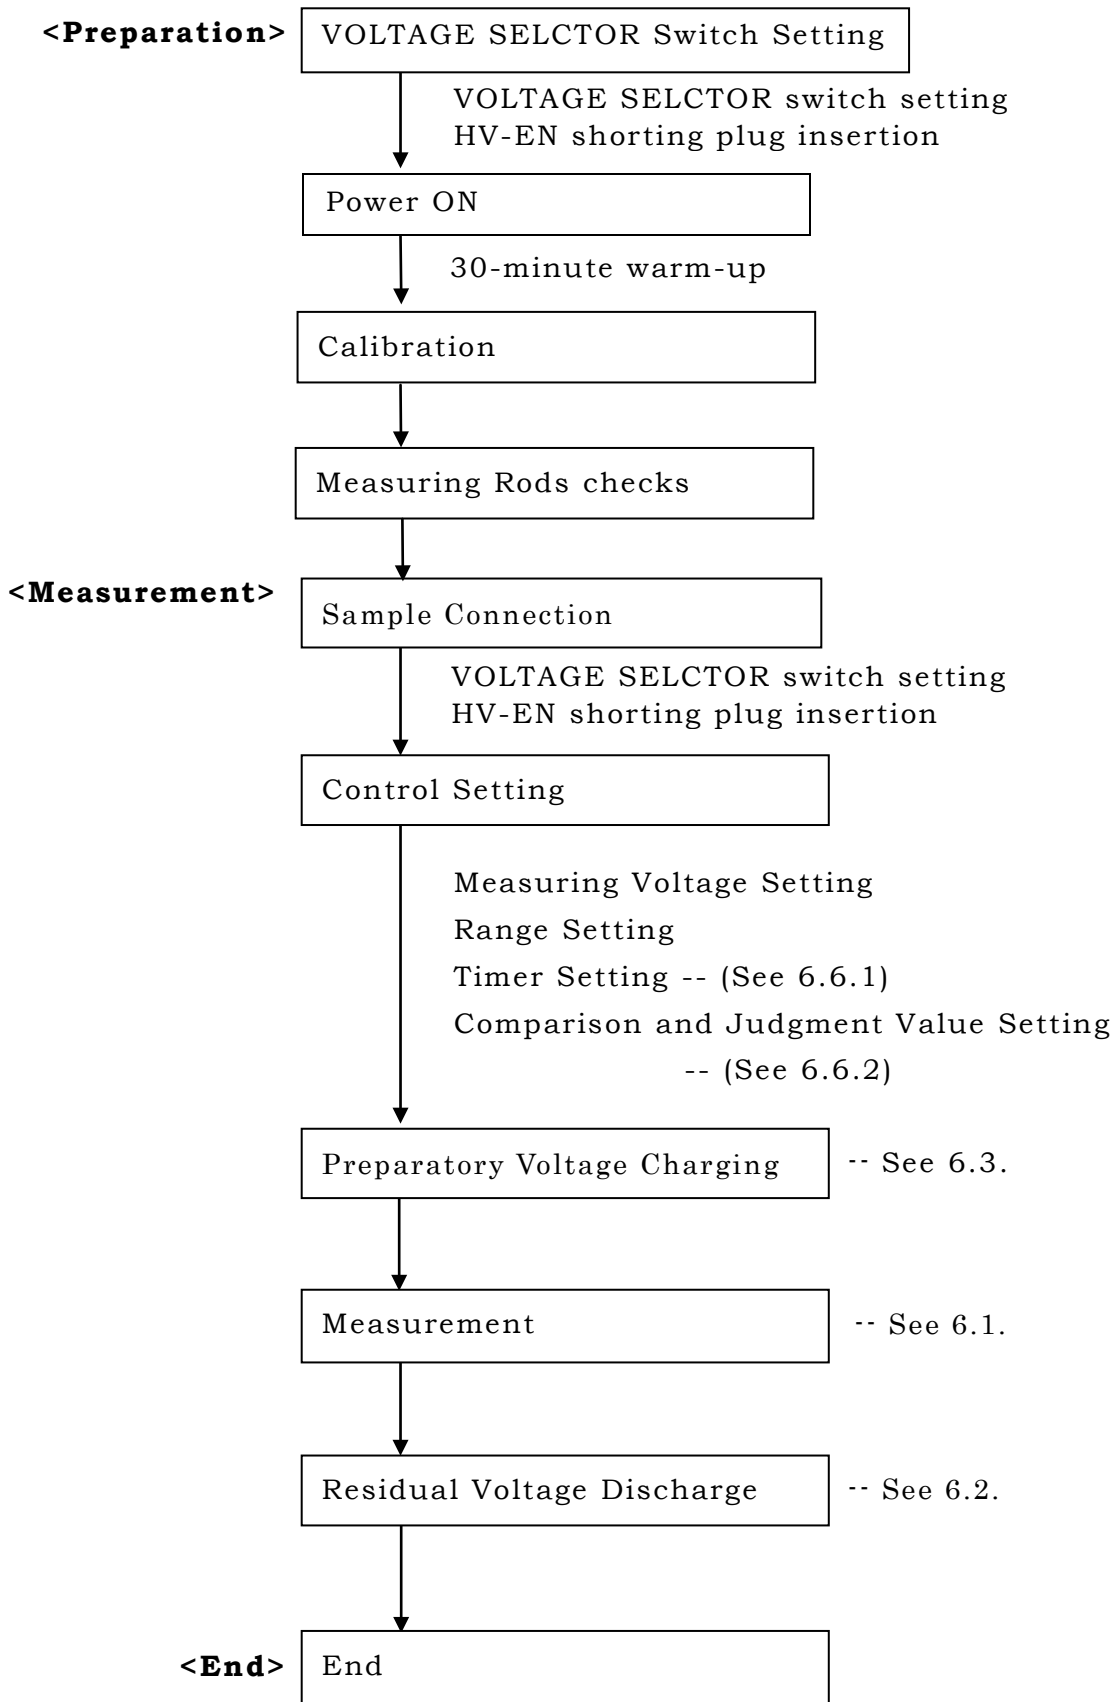 <Preparation>
VOLTAGE SELCTOR Switch Setting
VOLTAGE SELCTOR switch setting
HV-EN shorting plug insertion
Power ON
30-minute warm-up
Calibration
Measuring Rods checks
<Measurement>
Sample Connection
VOLTAGE SELCTOR switch setting
HV-EN shorting plug insertion
Control Setting
Measuring Voltage Setting
Range Setting
Timer Setting -- (See 6.6.1)
Comparison and Judgment Value Setting
-- (See 6.6.2)
Preparatory Voltage Charging -- See 6.3.
Measurement -- See 6.1.
Residual Voltage Discharge -- See 6.2.
<End> End